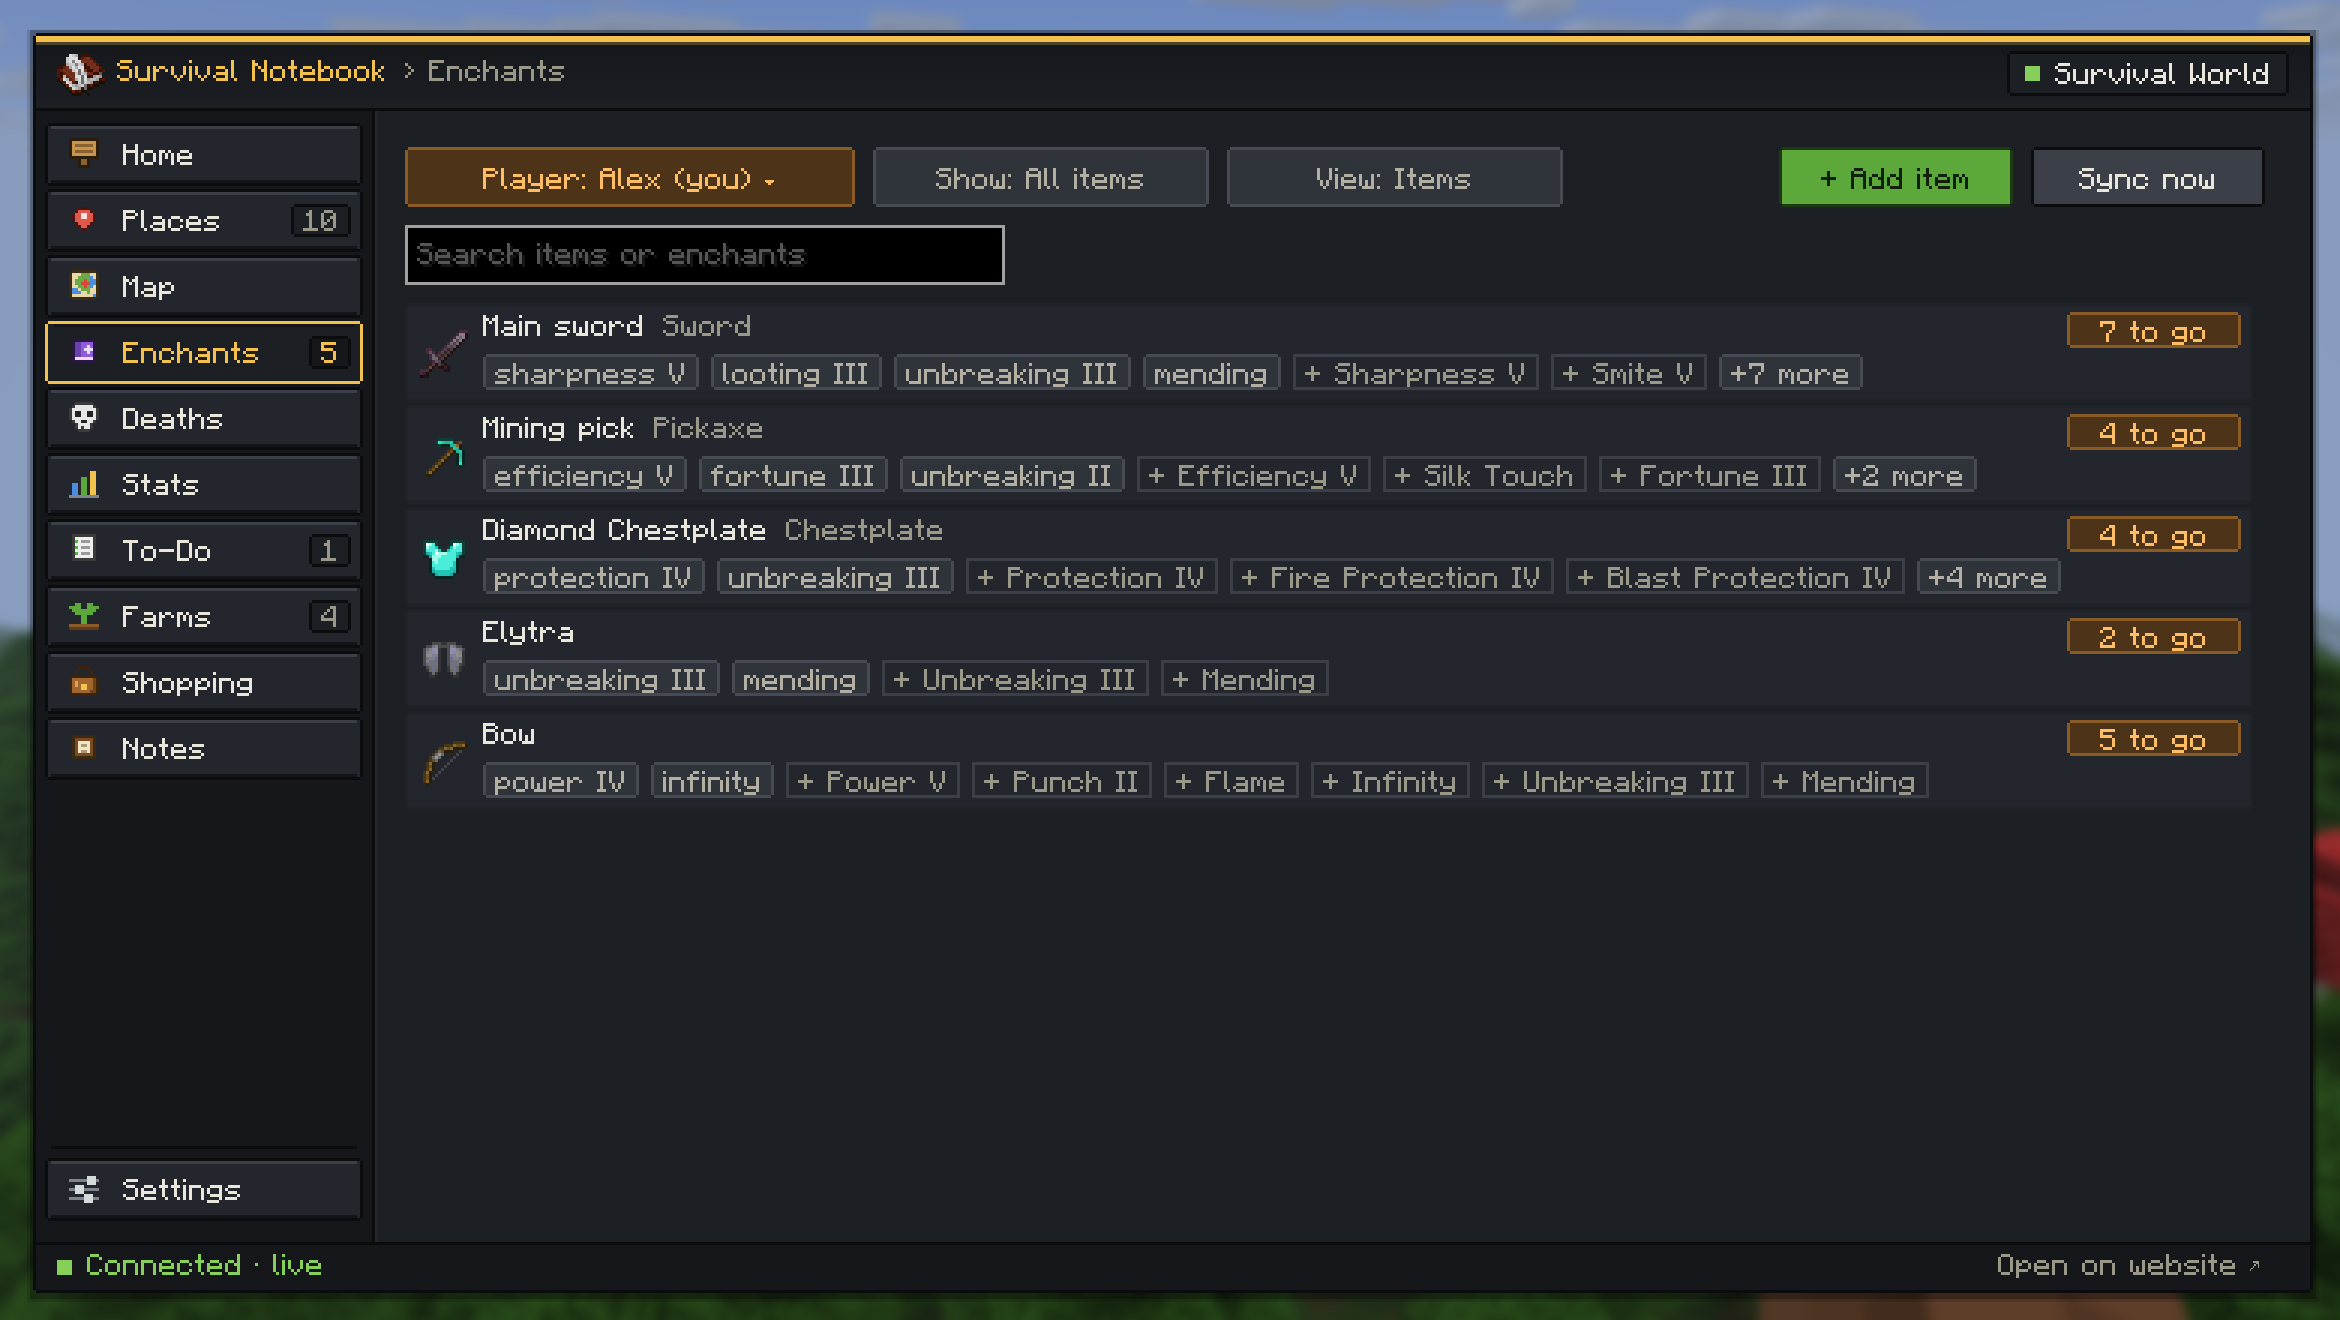 Survival Notebook > Enchants
Survival World
Home
Places 10
Map
Enchants 5
Deaths
Stats
To-Do 1
Farms 4
Shopping
Notes
Settings
Player: Alex (you)
Show: All items
View: Items
+ Add item
Sync now
Search items or enchants
Main sword Sword
7 to go
sharpness V looting III unbreaking III mending + Sharpness V + Smite V +7 more
Mining pick Pickaxe
4 to go
efficiency V fortune III unbreaking II + Efficiency V + Silk Touch + Fortune III +2 more
Diamond Chestplate Chestplate
4 to go
protection IV unbreaking III + Protection IV + Fire Protection IV + Blast Protection IV +4 more
Elytra
2 to go
unbreaking III mending + Unbreaking III + Mending
Bow
5 to go
power IV infinity + Power V + Punch II + Flame + Infinity + Unbreaking III + Mending
Connected · live
Open on website ↗